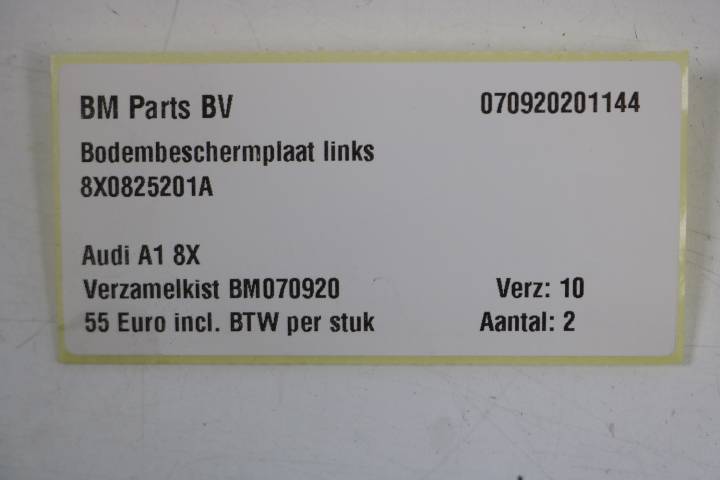 BM Parts BV 070920201144
Bodembeschermplaat links
8X0825201A
Audi A1 8X
Verzamelkist BM070920 Verz: 10
55 Euro incl. BTW per stuk Aantal: 2